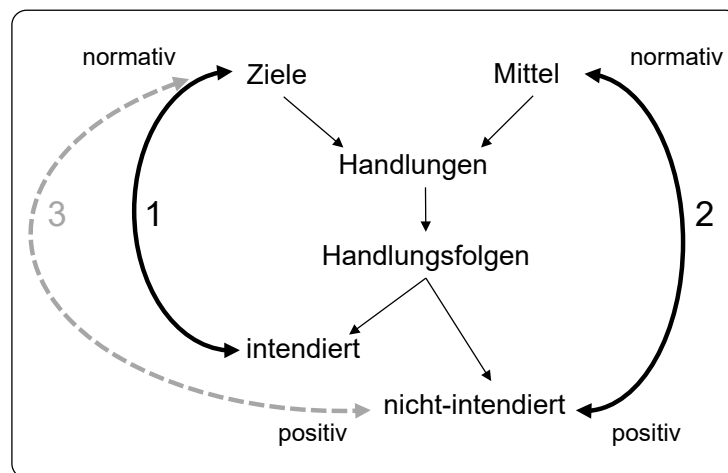 normativ normativ
Ziele Mittel
Handlungen
3 1 2
Handlungsfolgen
intendiert
nicht-intendiert
positiv positiv